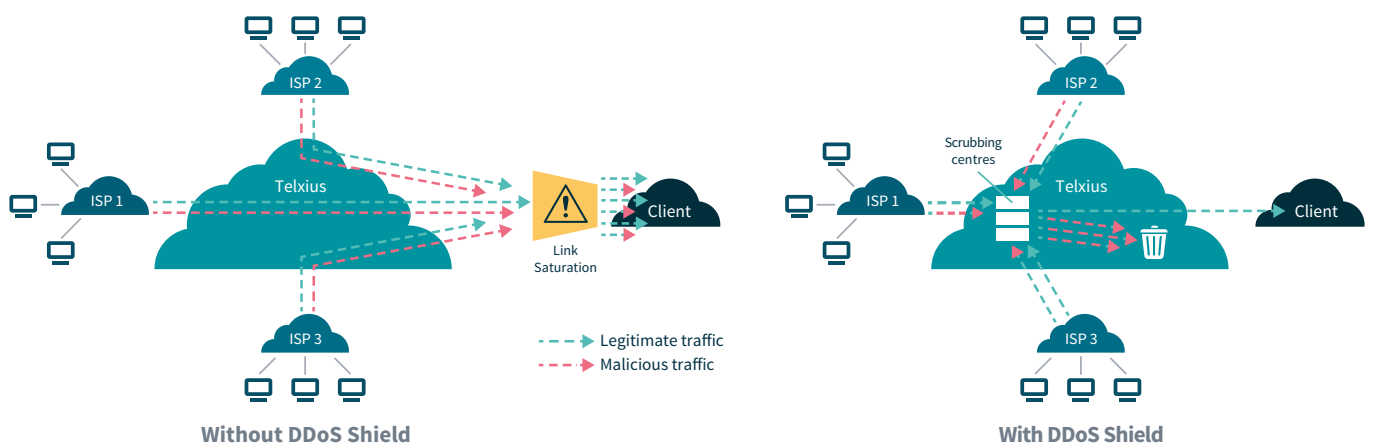 ISP 2
Telxius
ISP 1
Client
Link
Saturation
ISP 3
Legitimate traffic
Malicious traffic
Without DDoS Shield
ISP 2
Scrubbing
centres
Telxius
ISP 1
Client
ISP 3
With DDoS Shield